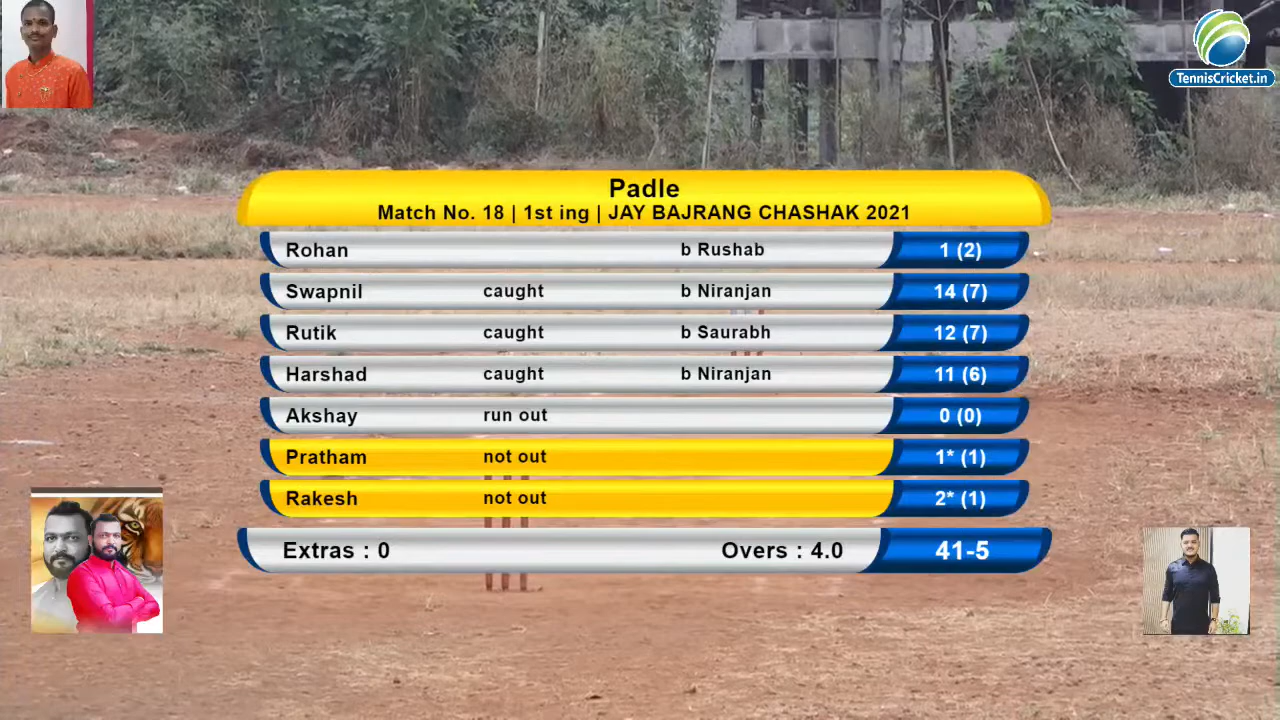 TennisCricket.in
Padle
Match No. 18 | 1st ing | JAY BAJRANG CHASHAK 2021
Rohan b Rushab 1 (2)
Swapnil caught b Niranjan 14 (7)
Rutik caught b Saurabh 12 (7)
Harshad caught b Niranjan 11 (6)
Akshay run out 0 (0)
Pratham not out 1* (1)
Rakesh not out 2* (1)
Extras : 0 Overs : 4.0 41-5